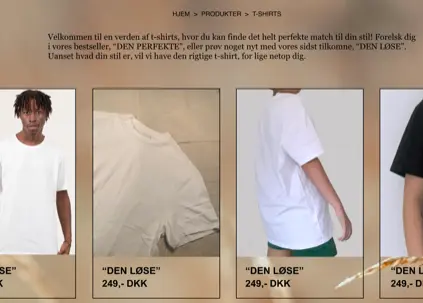 HJEM > PRODUKTER > T-SHIRTS
Velkommen til en verden af t-shirts, hvor du kan finde det helt perfekte match til din stil! Forelsk dig
i vores bestseller, “DEN PERFEKTE”, eller prøv noget nyt med vores sidst tilkomne, “DEN LØSE”.
Uanset hvad din stil er, vil vi have den rigtige t-shirt, for lige netop dig.
SE” “DEN LØSE” “DEN LØSE” “DEN L
K 249,- DKK 249,- DKK 249,- D